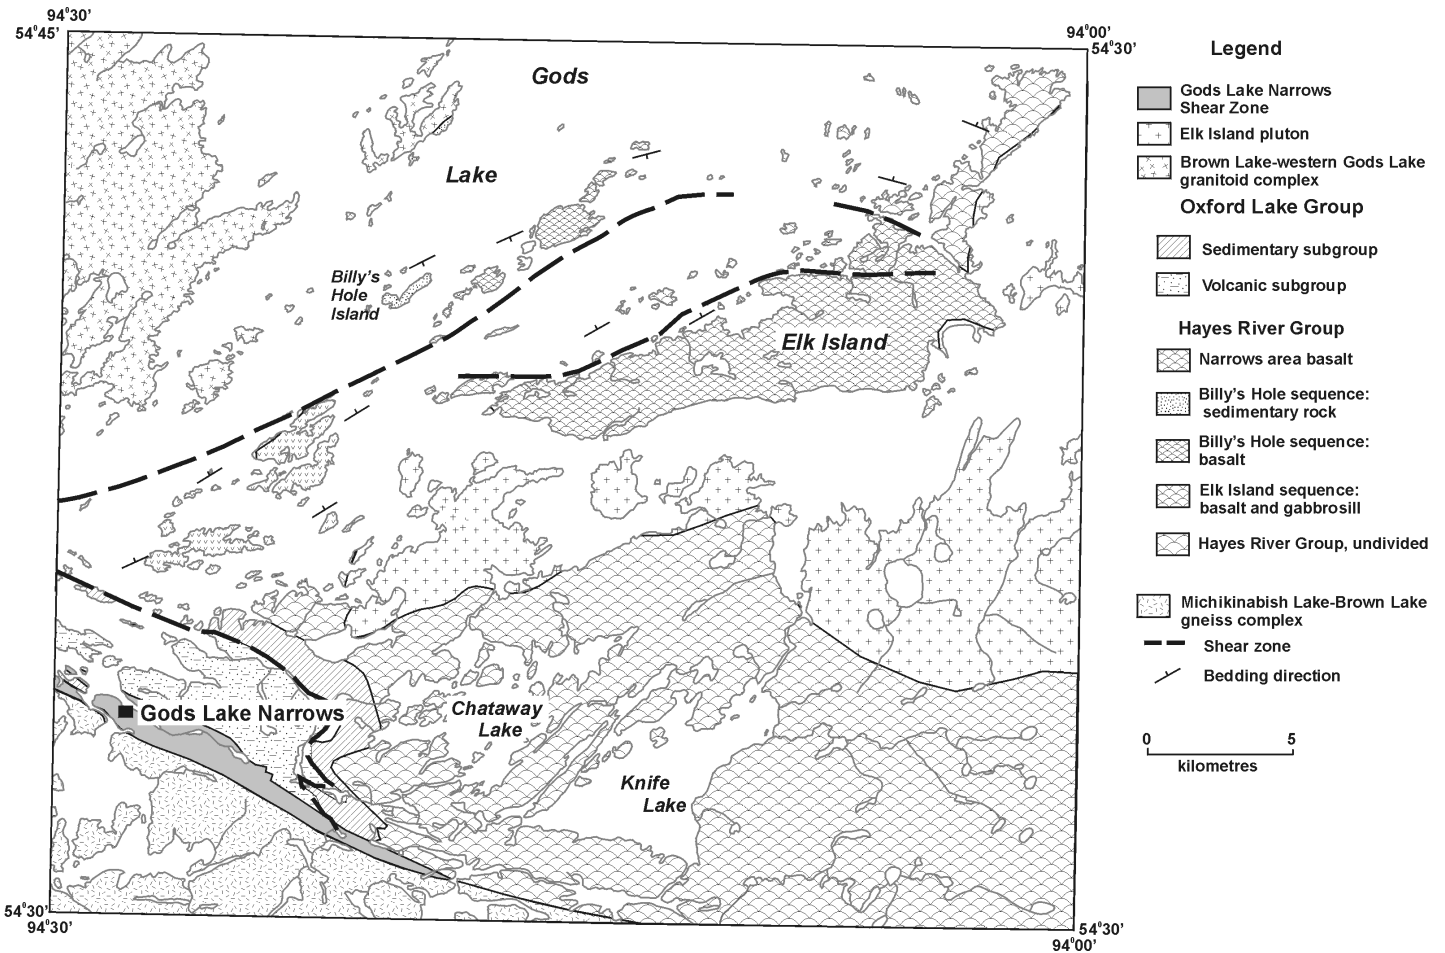 94°30'
54°45'
94°00'
54°30'
Gods
Lake
Billy's
Hole
Island
Elk Island
Gods Lake Narrows
Chataway
Lake
Knife
Lake
54°30'
94°30'
54°30'
94°00'
Legend
Gods Lake Narrows
Shear Zone
Elk Island pluton
Brown Lake-western Gods Lake
granitoid complex
Oxford Lake Group
Sedimentary subgroup
Volcanic subgroup
Hayes River Group
Narrows area basalt
Billy's Hole sequence:
sedimentary rock
Billy's Hole sequence:
basalt
Elk Island sequence:
basalt and gabbrosill
Hayes River Group, undivided
Michikinabish Lake-Brown Lake
gneiss complex
Shear zone
Bedding direction
0 5
kilometres